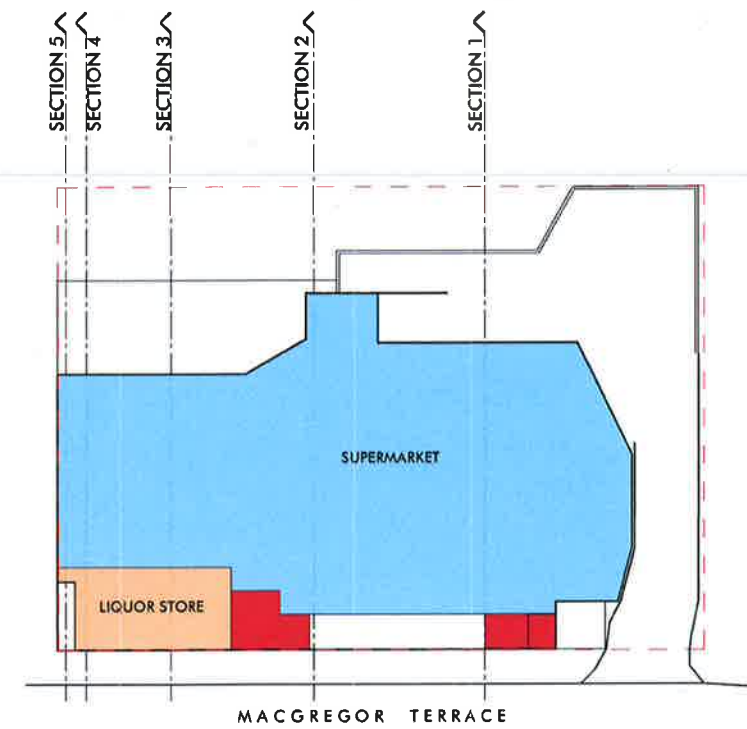 SECTION 5
SECTION 4
SECTION 3
SECTION 2
SECTION 1
SUPERMARKET
LIQUOR STORE
MACGREGOR TERRACE